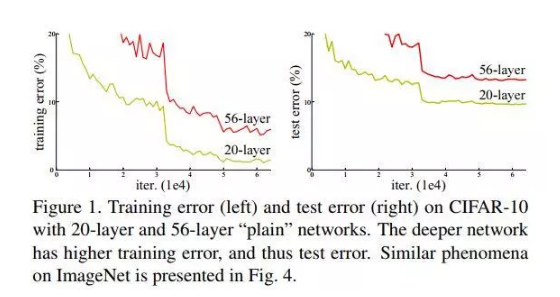 20
10
0
training error (%)
56-layer
20-layer
0 1 2 3 4 5 6
iter. (1e4)
20
10
0
test error (%)
56-layer
20-layer
0 1 2 3 4 5 6
iter. (1e4)
Figure 1. Training error (left) and test error (right) on CIFAR-10
with 20-layer and 56-layer “plain” networks. The deeper network
has higher training error, and thus test error. Similar phenomena
on ImageNet is presented in Fig. 4.